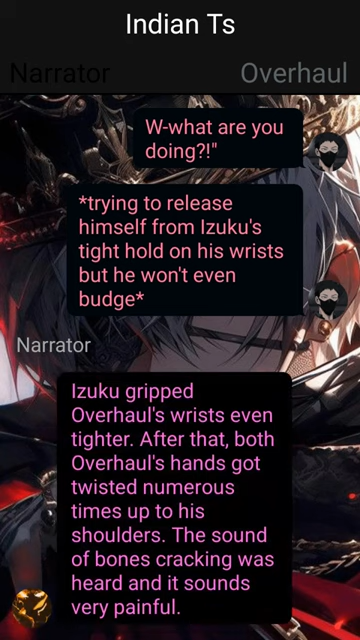 Indian Ts
Narrator
Overhaul
W-what are you
doing?!"
*trying to release
himself from Izuku's
tight hold on his wrists
but he won't even
budge*
Narrator
Izuku gripped
Overhaul's wrists even
tighter. After that, both
Overhaul's hands got
twisted numerous
times up to his
shoulders. The sound
of bones cracking was
heard and it sounds
very painful.